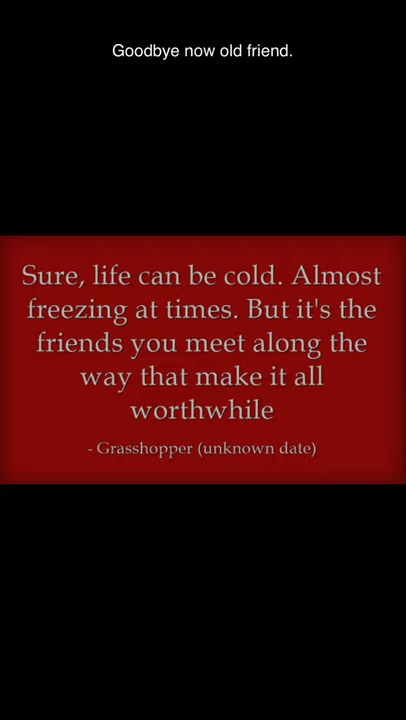 Goodbye now old friend.
Sure, life can be cold. Almost
freezing at times. But it's the
friends you meet along the
way that make it all
worthwhile
- Grasshopper (unknown date)